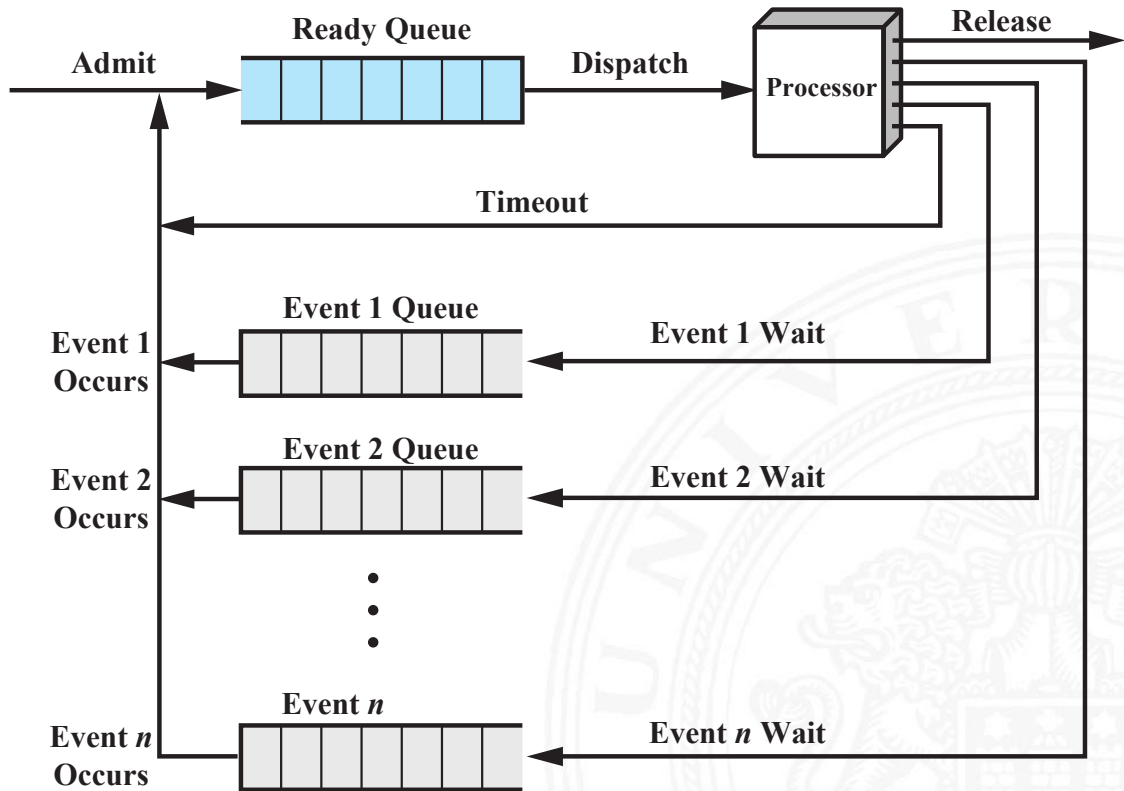 Ready Queue
Release
Admit
Dispatch
Processor
Timeout
Event 1 Queue
Event 1
Occurs
Event 1 Wait
Event 2 Queue
Event 2
Occurs
Event 2 Wait
Event n
Event n
Occurs
Event n Wait
UNIVER